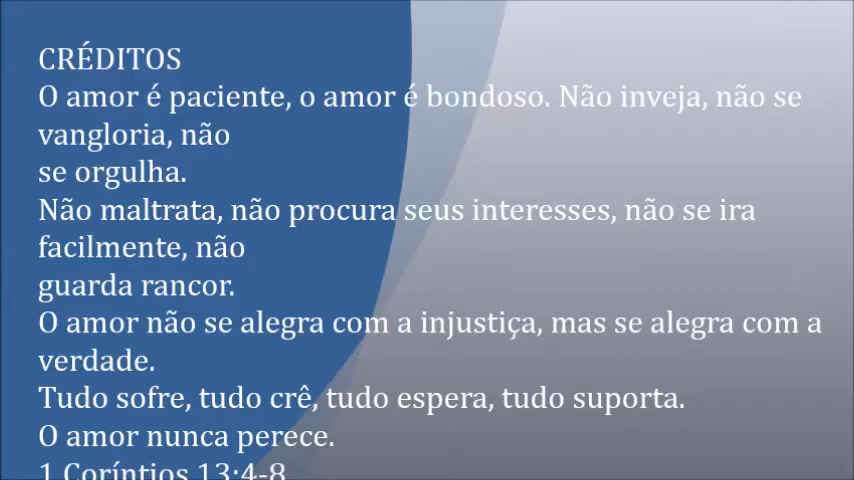 CRÉDITOS
O amor é paciente, o amor é bondoso. Não inveja, não se
vangloria, não
se orgulha.
Não maltrata, não procura seus interesses, não se ira
facilmente, não
guarda rancor.
O amor não se alegra com a injustiça, mas se alegra com a
verdade.
Tudo sofre, tudo crê, tudo espera, tudo suporta.
O amor nunca perece.
1 Coríntios 13:4-8